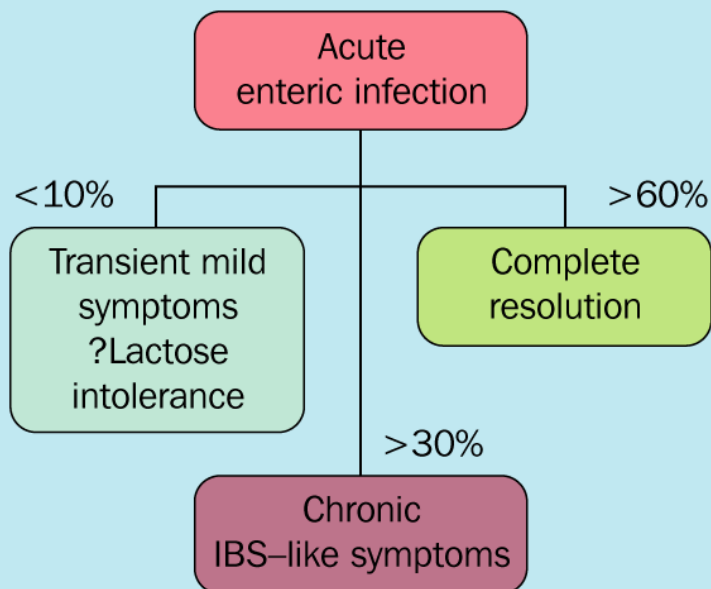 Acute
enteric infection
<10%
>60%
Transient mild
symptoms
?Lactose
intolerance
Complete
resolution
>30%
Chronic
IBS–like symptoms